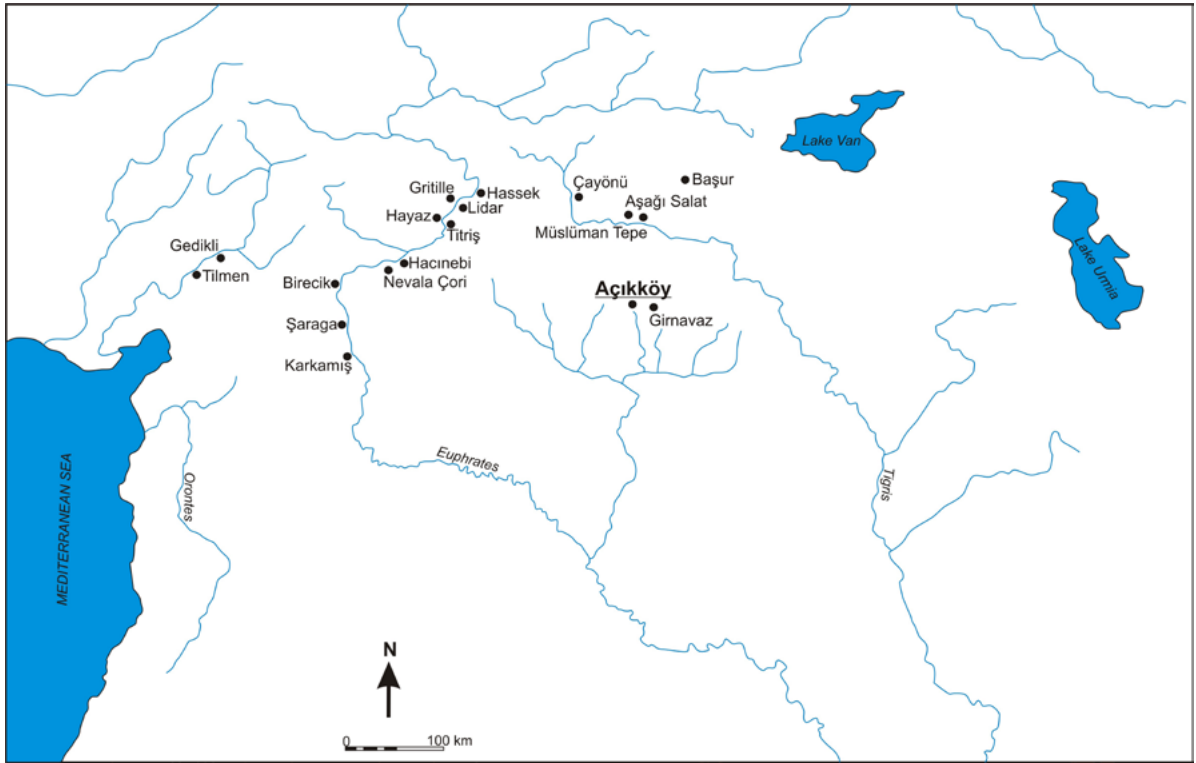 Lake Van
Başur
Çayönü
Gritille
Hassek
Aşağı Salat
Lidar
Hayaz
Titriş
Müslüman Tepe
Gedikli
Lake Urmia
Hacınebi
Tilmen
Birecik
Nevala Çori
Açıkköy
Girnavaz
Şaraga
Karkamış
Euphrates
Tigris
Orontes
MEDITERRANEAN SEA
N
0 100 km